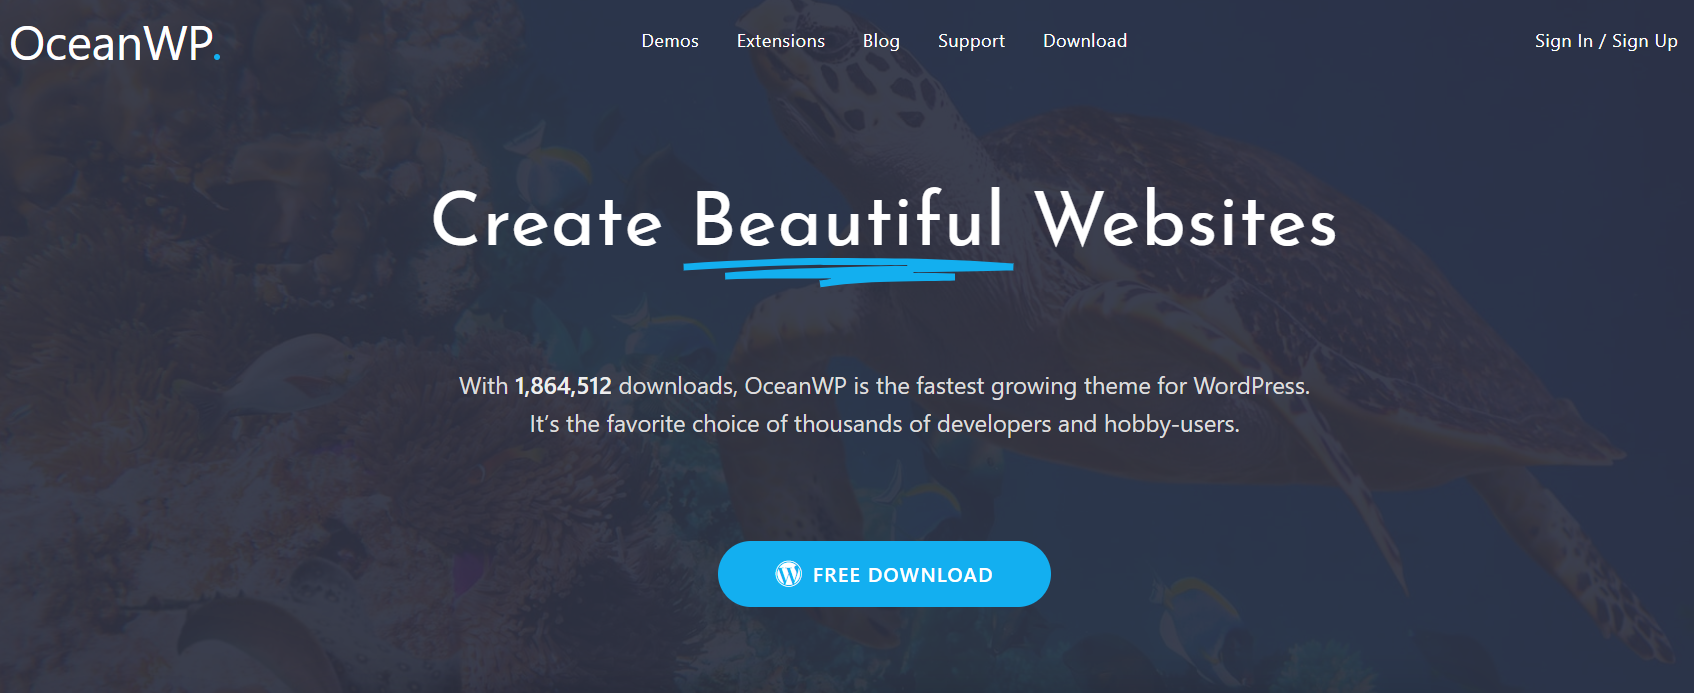 OceanWP.
Demos Extensions Blog Support Download
Sign In / Sign Up
Create Beautiful Websites
With 1,864,512 downloads, OceanWP is the fastest growing theme for WordPress.
It’s the favorite choice of thousands of developers and hobby-users.
FREE DOWNLOAD